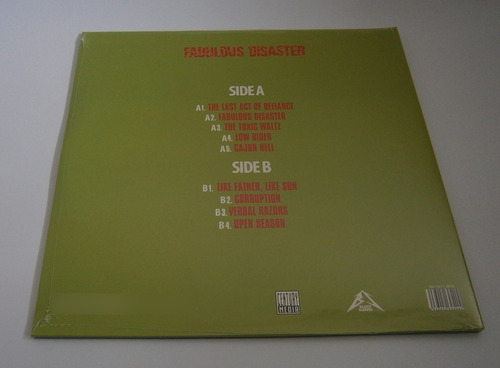 FABULOUS DISASTER
SIDE A
A1. THE LAST ACT OF DEFIANCE
A2. FABULOUS DISASTER
A3. THE TOXIC WALTZ
A4. LOW RIDER
A5. CAJUN HELL
SIDE B
B1. LIKE FATHER, LIKE SON
B2. CORRUPTION
B3. VERBAL RAZORS
B4. OPEN SEASON
MEDIA